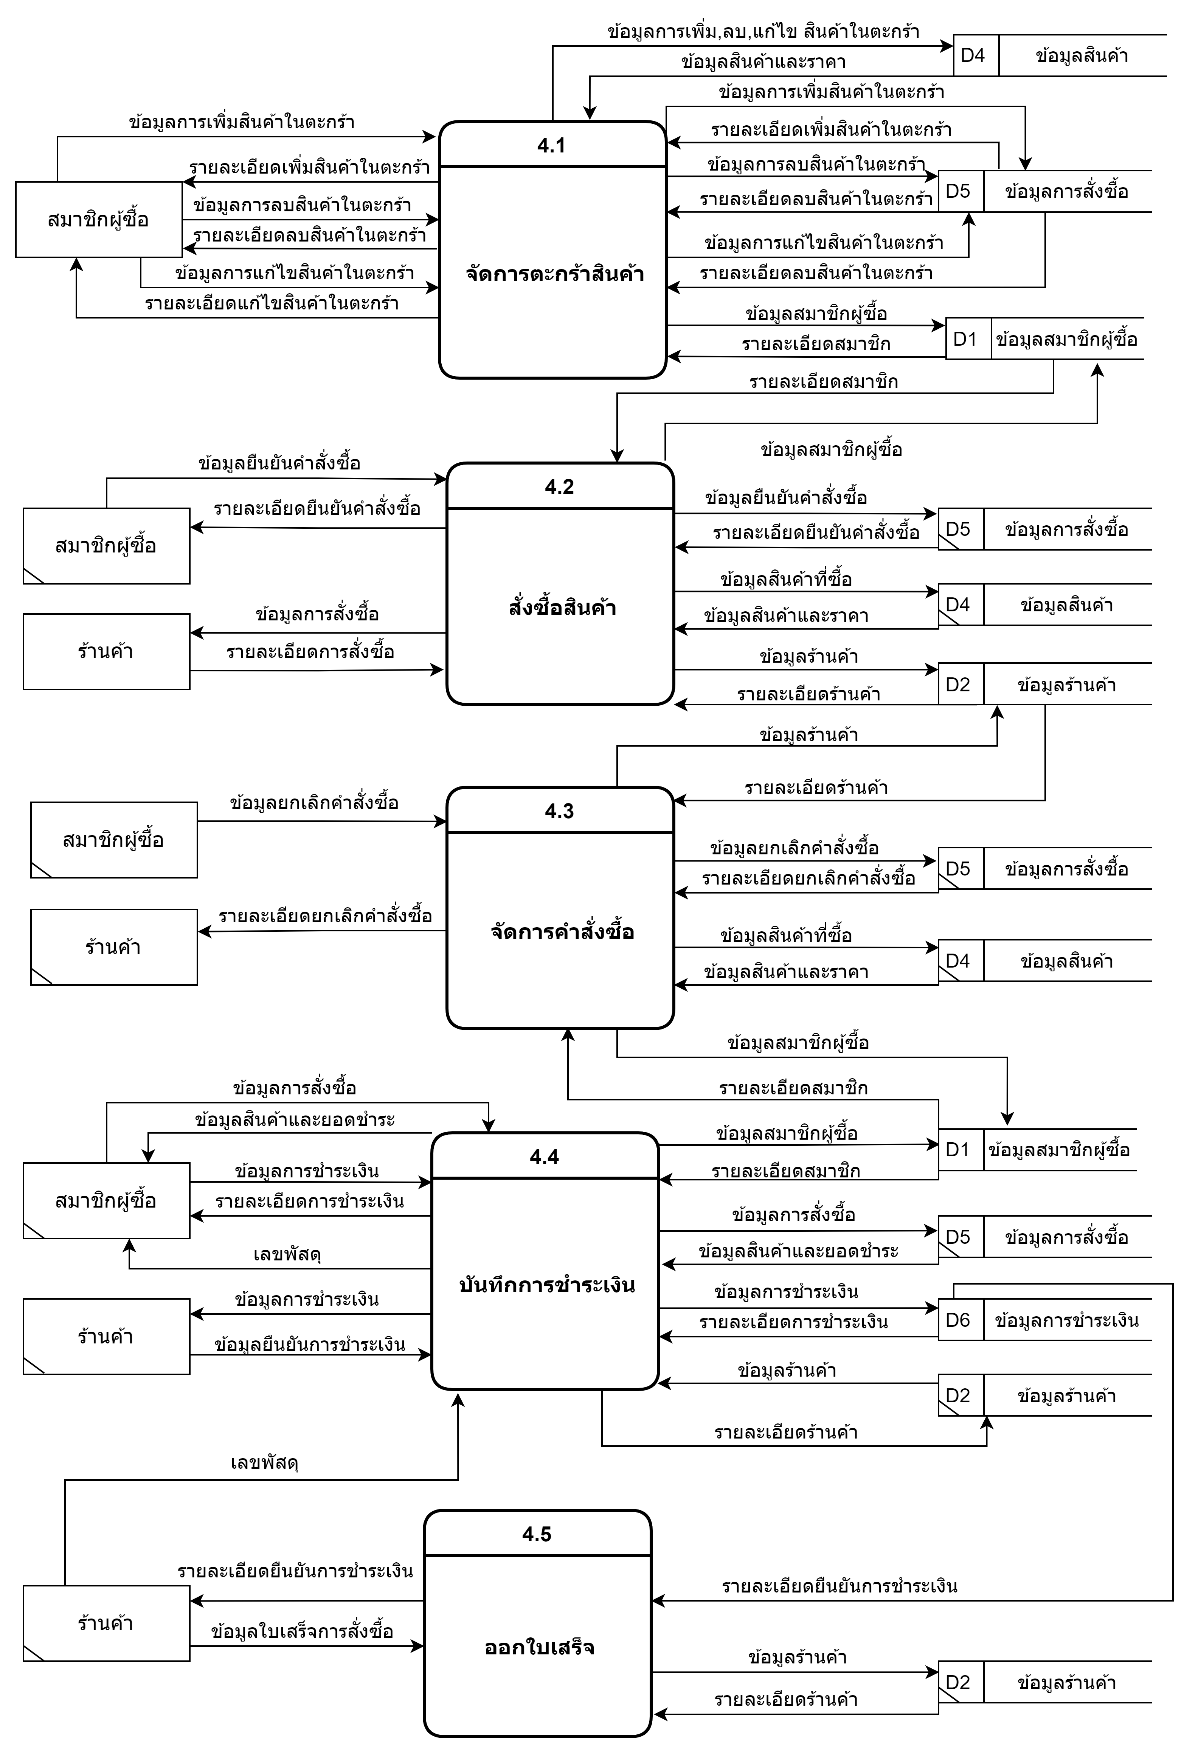 ข้อมูลการเพิ่ม,ลบ,แก้ไข สินค้าในตะกร้า
D4 ข้อมูลสินค้า
ข้อมูลสินค้าและราคา
ข้อมูลการเพิ่มสินค้าในตะกร้า
ข้อมูลการเพิ่มสินค้าในตะกร้า
รายละเอียดเพิ่มสินค้าในตะกร้า
4.1
รายละเอียดเพิ่มสินค้าในตะกร้า
ข้อมูลการลบสินค้าในตะกร้า
D5 ข้อมูลการสั่งซื้อ
สมาชิกผู้ซื้อ
ข้อมูลการลบสินค้าในตะกร้า
รายละเอียดลบสินค้าในตะกร้า
รายละเอียดลบสินค้าในตะกร้า
ข้อมูลการแก้ไขสินค้าในตะกร้า
ข้อมูลการแก้ไขสินค้าในตะกร้า
จัดการตะกร้าสินค้า
รายละเอียดลบสินค้าในตะกร้า
รายละเอียดแก้ไขสินค้าในตะกร้า
ข้อมูลสมาชิกผู้ซื้อ
D1 ข้อมูลสมาชิกผู้ซื้อ
รายละเอียดสมาชิก
รายละเอียดสมาชิก
ข้อมูลสมาชิกผู้ซื้อ
ข้อมูลยืนยันคำสั่งซื้อ
4.2
ข้อมูลยืนยันคำสั่งซื้อ
รายละเอียดยืนยันคำสั่งซื้อ
D5 ข้อมูลการสั่งซื้อ
รายละเอียดยืนยันคำสั่งซื้อ
สมาชิกผู้ซื้อ
ข้อมูลสินค้าที่ซื้อ
สั่งซื้อสินค้า
D4 ข้อมูลสินค้า
ข้อมูลการสั่งซื้อ
ข้อมูลสินค้าและราคา
ร้านค้า
รายละเอียดการสั่งซื้อ
ข้อมูลร้านค้า
D2 ข้อมูลร้านค้า
รายละเอียดร้านค้า
ข้อมูลร้านค้า
รายละเอียดร้านค้า
ข้อมูลยกเลิกคำสั่งซื้อ
4.3
สมาชิกผู้ซื้อ
ข้อมูลยกเลิกคำสั่งซื้อ
D5 ข้อมูลการสั่งซื้อ
รายละเอียดยกเลิกคำสั่งซื้อ
รายละเอียดยกเลิกคำสั่งซื้อ
จัดการคำสั่งซื้อ
ข้อมูลสินค้าที่ซื้อ
ร้านค้า
D4 ข้อมูลสินค้า
ข้อมูลสินค้าและราคา
ข้อมูลสมาชิกผู้ซื้อ
ข้อมูลการสั่งซื้อ
รายละเอียดสมาชิก
ข้อมูลสินค้าและยอดชำระ
ข้อมูลสมาชิกผู้ซื้อ
D1 ข้อมูลสมาชิกผู้ซื้อ
4.4
ข้อมูลการชำระเงิน
รายละเอียดสมาชิก
สมาชิกผู้ซื้อ
รายละเอียดการชำระเงิน
ข้อมูลการสั่งซื้อ
D5 ข้อมูลการสั่งซื้อ
เลขพัสดุ
ข้อมูลสินค้าและยอดชำระ
บันทึกการชำระเงิน
ข้อมูลการชำระเงิน
ข้อมูลการชำระเงิน
D6 ข้อมูลการชำระเงิน
รายละเอียดการชำระเงิน
ร้านค้า
ข้อมูลยืนยันการชำระเงิน
ข้อมูลร้านค้า
D2 ข้อมูลร้านค้า
รายละเอียดร้านค้า
เลขพัสดุ
4.5
รายละเอียดยืนยันการชำระเงิน
รายละเอียดยืนยันการชำระเงิน
ร้านค้า
ข้อมูลใบเสร็จการสั่งซื้อ
ออกใบเสร็จ
ข้อมูลร้านค้า
D2 ข้อมูลร้านค้า
รายละเอียดร้านค้า